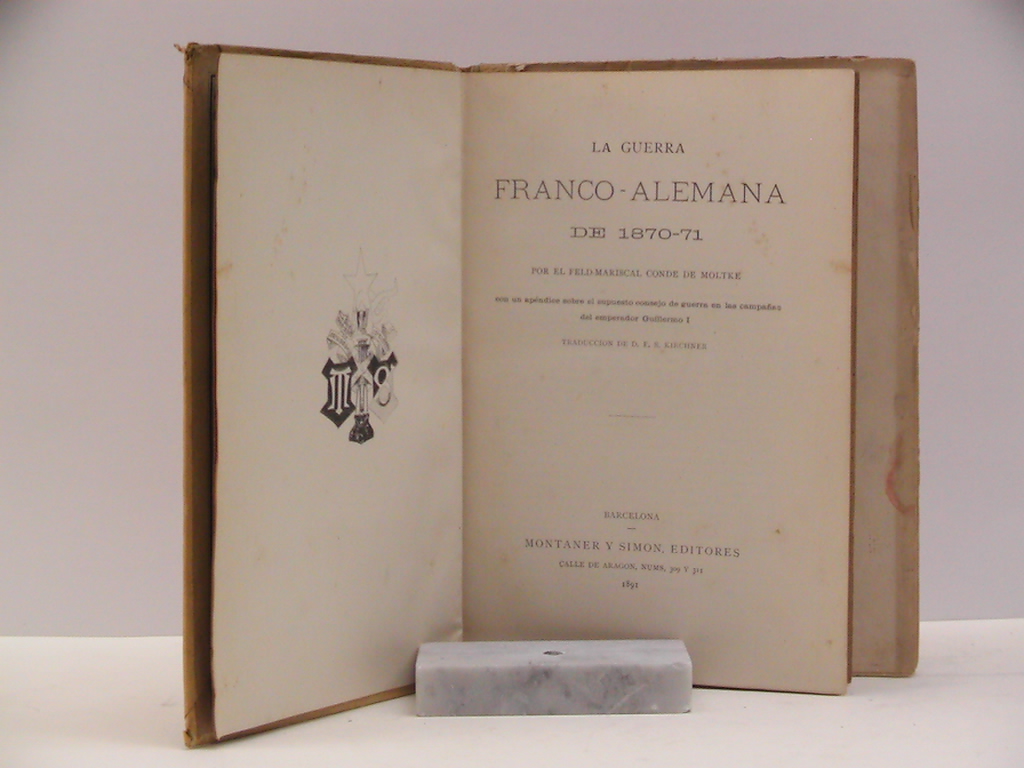 M
S
LA GUERRA
FRANCO-ALEMANA
DE 1870-71
POR EL FELD-MARISCAL CONDE DE MOLTKE
con un apéndice sobre el supuesto consejo de guerra en las campañas
del emperador Guillermo I
TRADUCCION DE D. E. S. KIRCHNER
BARCELONA
MONTANER Y SIMON, EDITORES
CALLE DE ARAGON, NUMS. 309 Y 311
1891